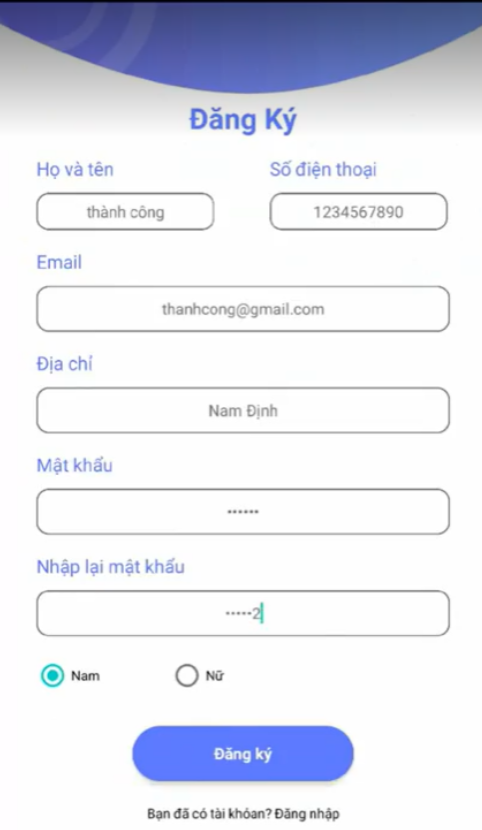 Đăng Ký
Họ và tên Số điện thoại
thành công 1234567890
Email
thanhcong@gmail.com
Địa chỉ
Nam Định
Mật khẩu
••••••
Nhập lại mật khẩu
•••••2
Nam Nữ
Đăng ký
Bạn đã có tài khoản? Đăng nhập